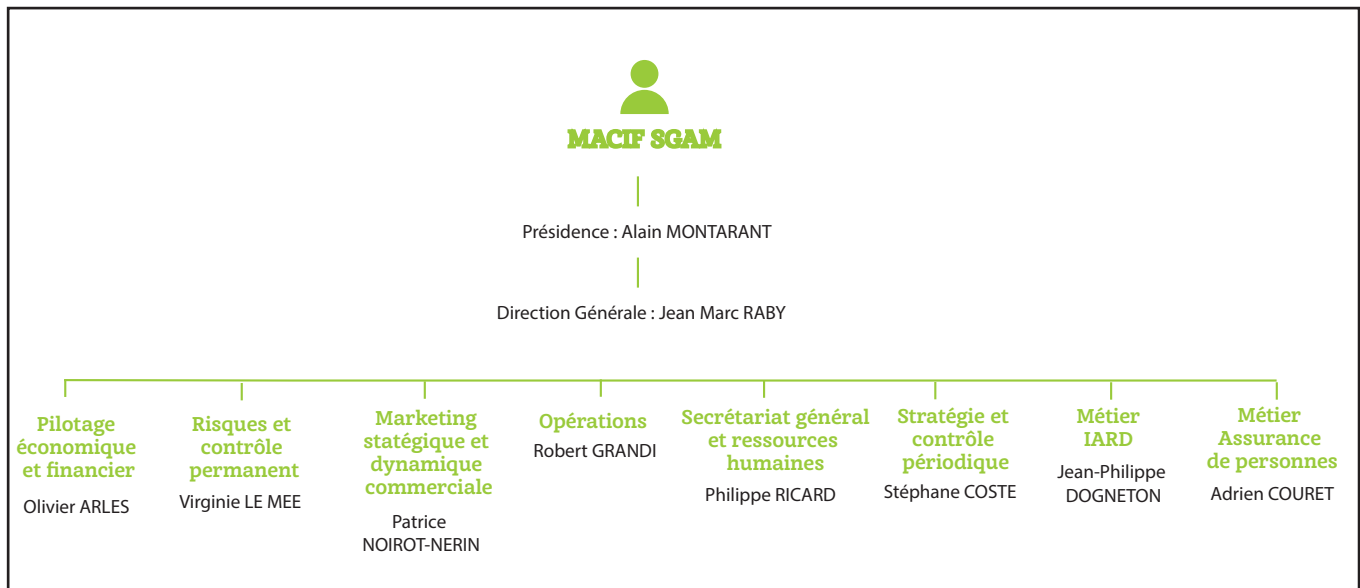 MACIF SGAM
Présidence : Alain MONTARANT
Direction Générale : Jean Marc RABY
Pilotage
économique
et financier
Olivier ARLES
Risques et
contrôle
permanent
Virginie LE MEE
Marketing
statégique et
dynamique
commerciale
Patrice
NOIROT-NERIN
Opérations
Robert GRANDI
Secrétariat général
et ressources
humaines
Philippe RICARD
Stratégie et
contrôle
périodique
Stéphane COSTE
Métier
IARD
Jean-Philippe
DOGNETON
Métier
Assurance
de personnes
Adrien COURET